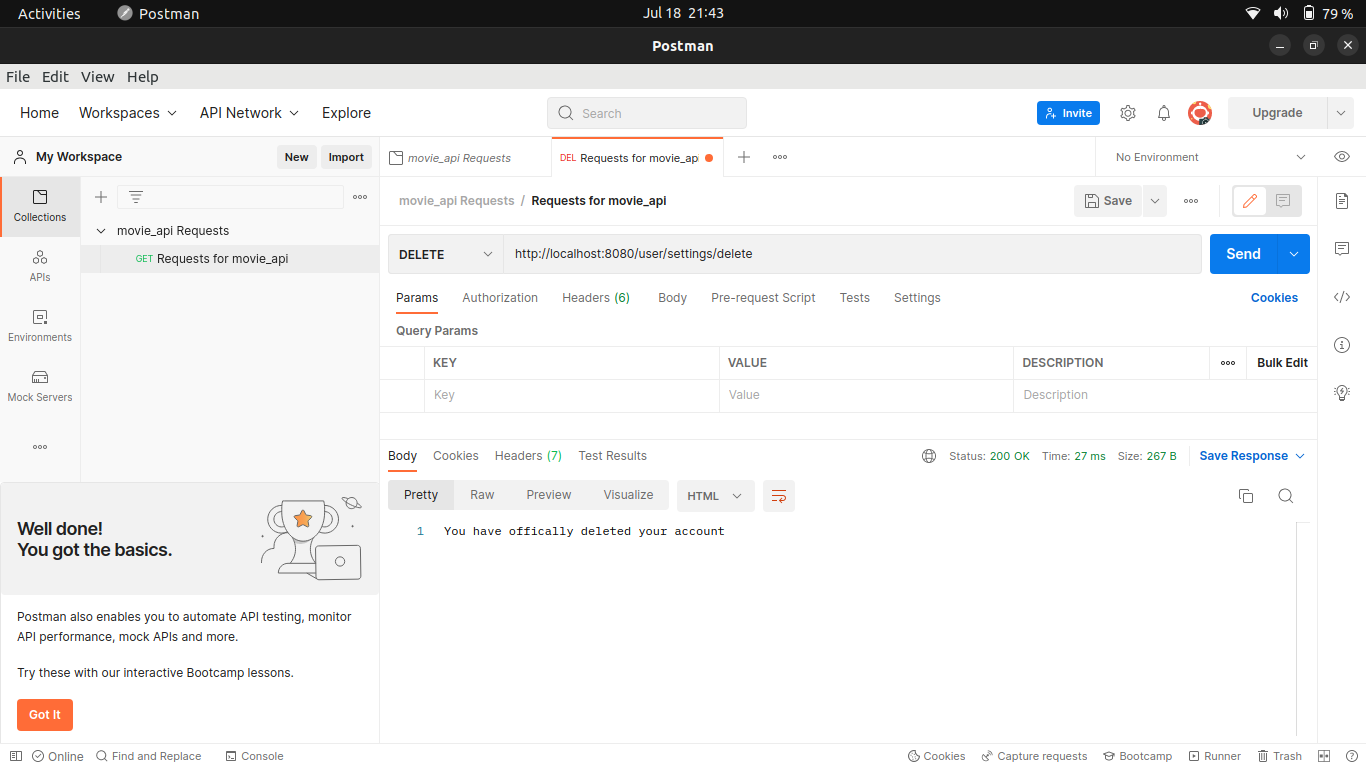 Activities Postman Jul 18 21:43 79 %
Postman
File Edit View Help
Home Workspaces API Network Explore Search Invite Upgrade
My Workspace New Import movie_api Requests DEL Requests for movie_ap No Environment
Collections
APIs
Environments
Mock Servers
movie_api Requests
GET Requests for movie_api
movie_api Requests / Requests for movie_api Save
DELETE http://localhost:8080/user/settings/delete Send
Params Authorization Headers (6) Body Pre-request Script Tests Settings Cookies
Query Params
KEY VALUE DESCRIPTION Bulk Edit
Key Value Description
Body Cookies Headers (7) Test Results Status: 200 OK Time: 27 ms Size: 267 B Save Response
Pretty Raw Preview Visualize HTML
1 You have offically deleted your account
Well done!
You got the basics.
Postman also enables you to automate API testing, monitor
API performance, mock APIs and more.
Try these with our interactive Bootcamp lessons.
Got It
Online Find and Replace Console Cookies Capture requests Bootcamp Runner Trash